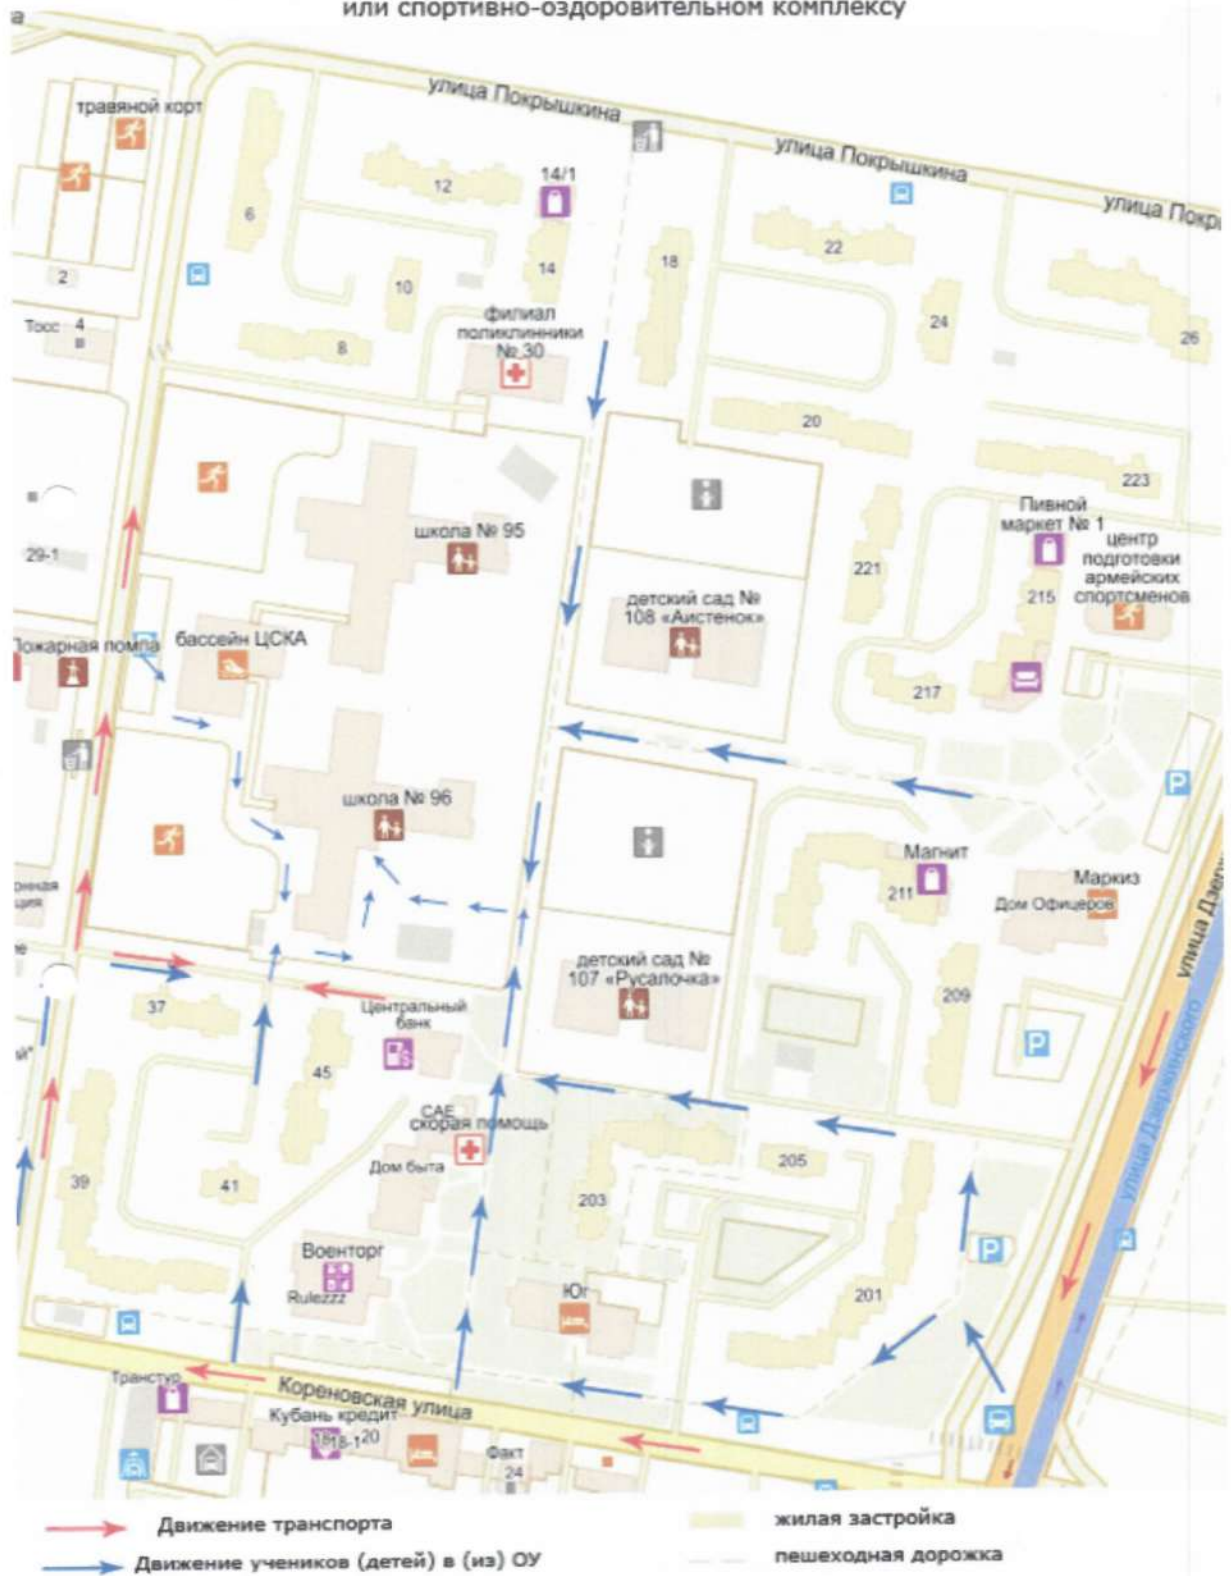 или спортивно-оздоровительном комплексу
улица Покрышкина
улица Покрышкина
травяной корт
14/1
12
6
22
18
14
10
2
24
26
Тосс 4
8
филиал
поликлинники
№ 30
20
223
Пивной
маркет № 1
школа № 95
центр
подготовки
армейских
спортсменов
29-1
221
215
детский сад №
108 «Аистенок»
бассейн ЦСКА
217
школа № 96
Магнит
211
Маркиз
Дом Офицеров
детский сад №
107 «Русалочка»
209
37
Центральный
банк
P
P
45
САЕ
скорая помощь
Дом быта
205
39
41
203
улица Дзержинского
Военторг
Rulezzz
Юг
P
201
Транстур
Кореновская улица
Кубань кредит
18-1 20
Факт
24
Движение транспорта
жилая застройка
Движение учеников (детей) в (из) ОУ
пешеходная дорожка